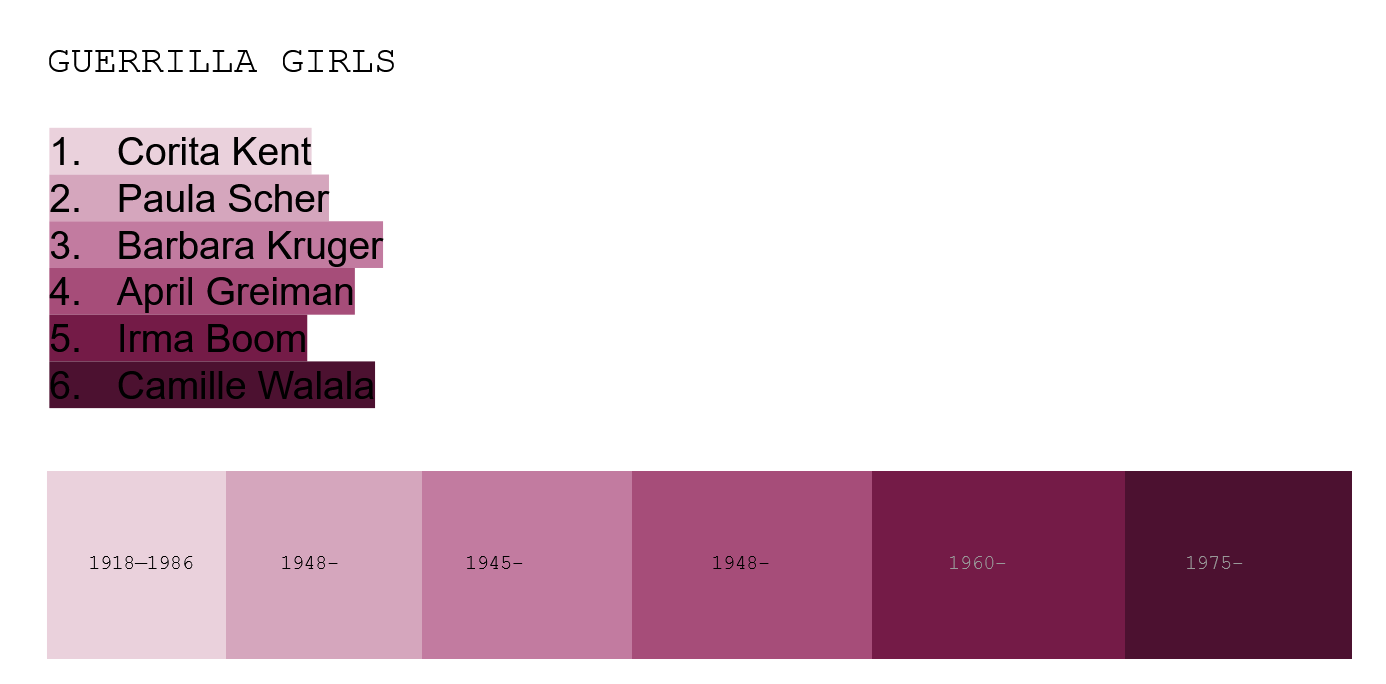 GUERRILLA GIRLS
1. Corita Kent
2. Paula Scher
3. Barbara Kruger
4. April Greiman
5. Irma Boom
6. Camille Walala
1918—1986 1948– 1945– 1948– 1960– 1975–